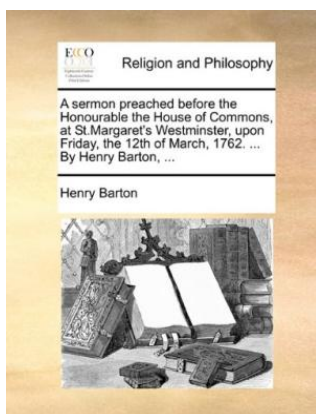 ECCO
Religion and Philosophy
A sermon preached before the
Honourable the House of Commons,
at St.Margaret's Westminster, upon
Friday, the 12th of March, 1762. ...
By Henry Barton, ...
Henry Barton